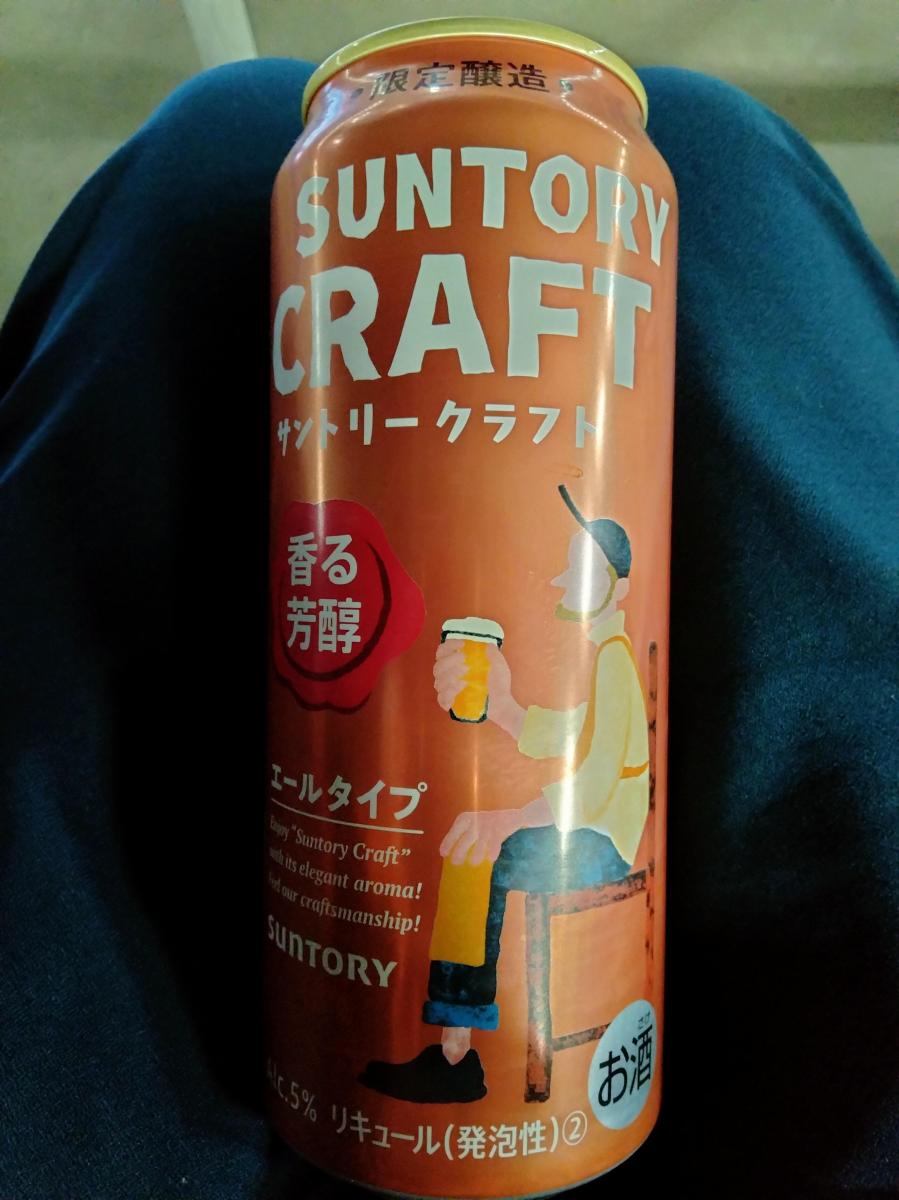 限定醸造
SUNTORY
CRAFT
サントリークラフト
香る
芳醇
エールタイプ
Enjoy "Suntory Craft"
with its elegant aroma!
Feel our craftsmanship!
SUNTORY
さけ
お酒
Alc.5% リキュール(発泡性)②